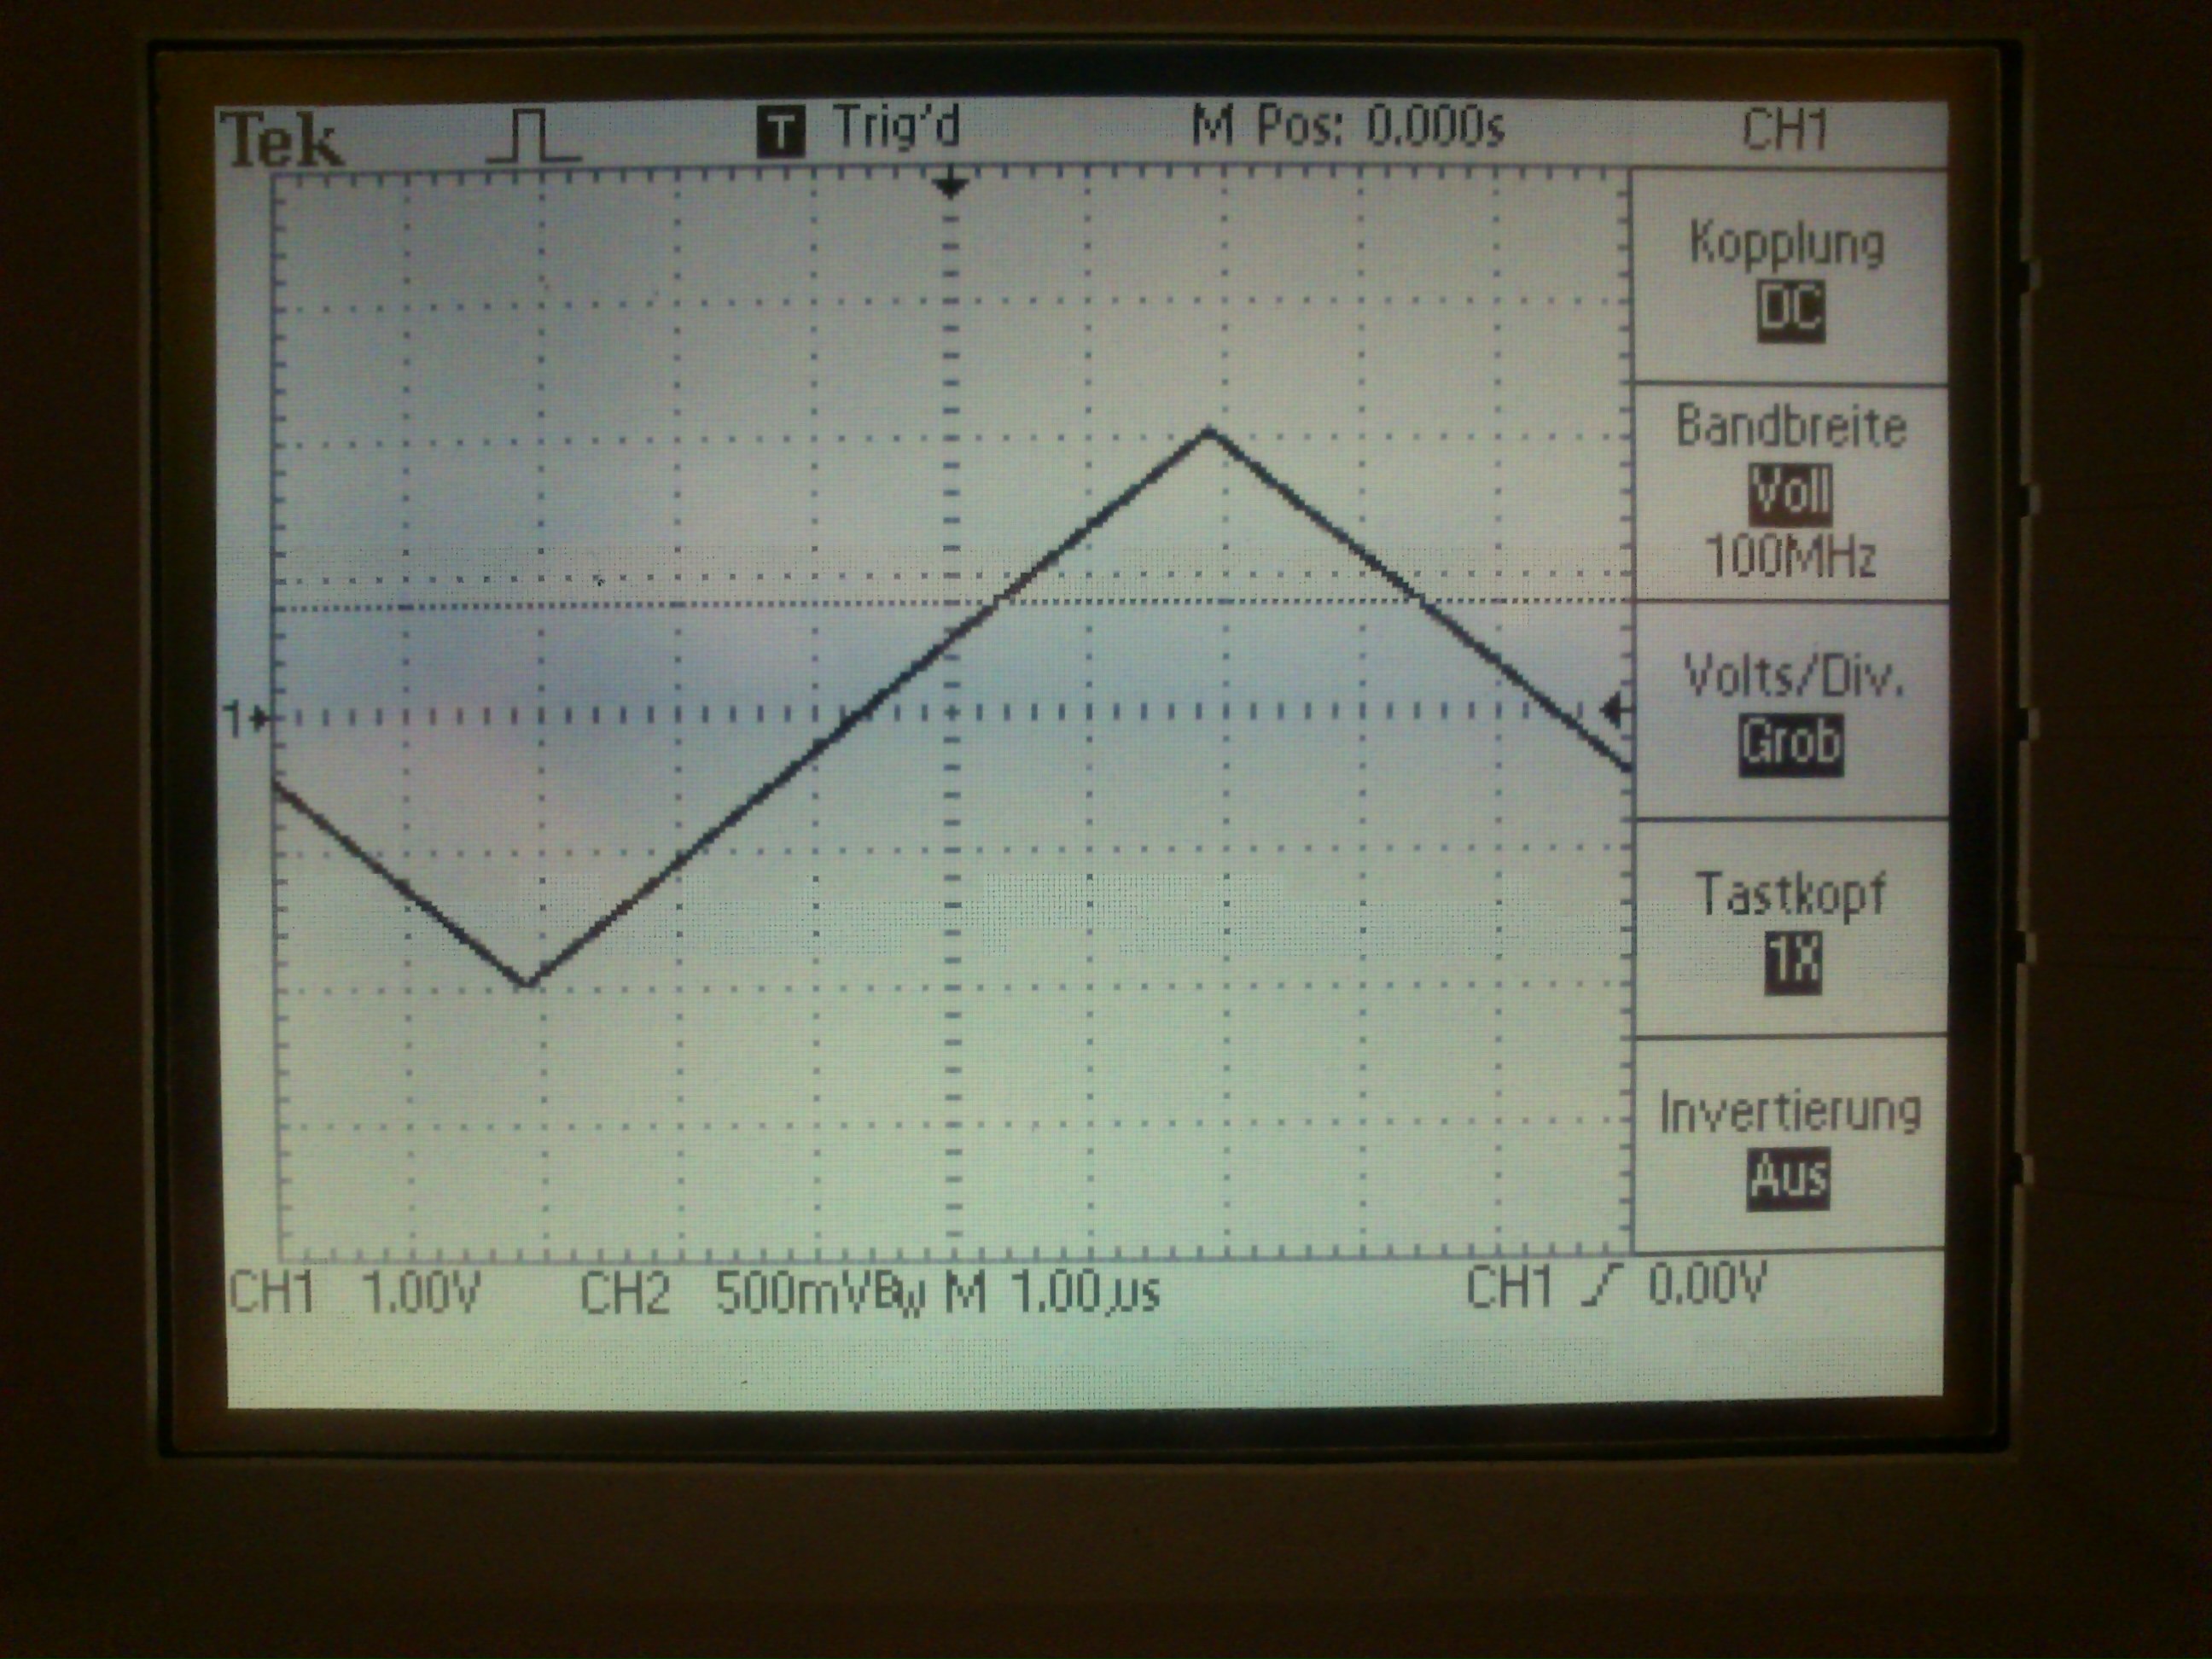 Tek T Trig'd M Pos: 0.000s CH1
Kopplung
DC
Bandbreite
Voll
100MHz
Volts/Div.
Grob
1
Tastkopf
1X
Invertierung
Aus
CH1 1.00V CH2 500mVBW M 1.00µs CH1 0.00V